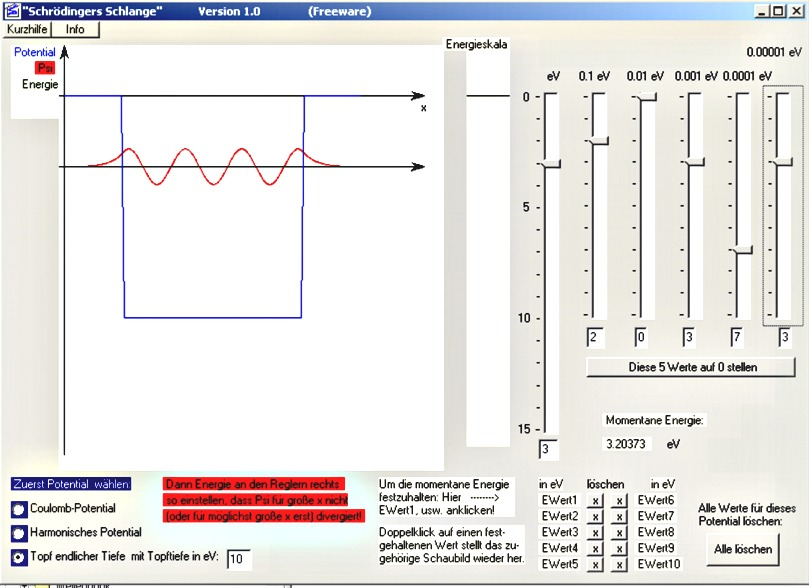 "Schrödingers Schlange" Version 1.0 (Freeware)
Kurzhilfe Info
Potential
Psi
Energie
x
Energieskala
0.00001 eV
eV 0.1 eV 0.01 eV 0.001 eV 0.0001 eV
0
5
10
15
2 0 3 7 3
3
Diese 5 Werte auf 0 stellen
Momentane Energie:
3.20373 eV
Zuerst Potential wählen:
Coulomb-Potential
Harmonisches Potential
Topf endlicher Tiefe mit Topftiefe in eV: 10
Dann Energie an den Reglern rechts
so einstellen, dass Psi für große x nicht
(oder für möglichst große x erst) divergiert!
Um die momentane Energie
festzuhalten: Hier -------->
EWert1, usw. anklicken!
Doppelklick auf einen fest-
gehaltenen Wert stellt das zu-
gehörige Schaubild wieder her.
in eV löschen in eV
EWert1 x x EWert6
EWert2 x x EWert7
EWert3 x x EWert8
EWert4 x x EWert9
EWert5 x x EWert10
Alle Werte für dieses
Potential löschen:
Alle löschen